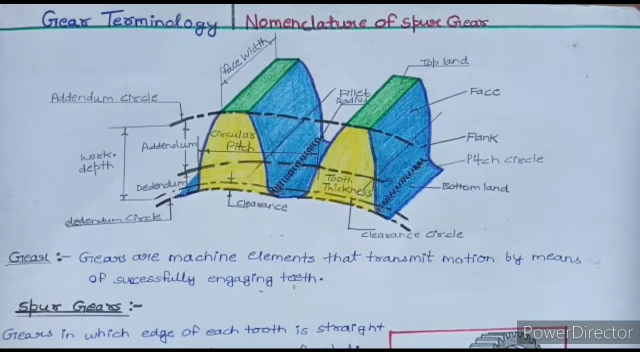 Gear Terminology | Nomenclature of Spur Gear
Face width
Top land
Addendum Circle
Fillet
Radius
Face
Circular
Pitch
Work.
depth
Addendum
Flank
Pitch Circle
Dedendum
Tooth
Thickness
Bottom land
Clearance
dedendum Circle
Clearance Circle
Gear :- Gears are machine elements that transmit motion by means
of sucessfully engaging teeth.
Spur Gears :-
Gears in which edge of each tooth is straight
PowerDirector